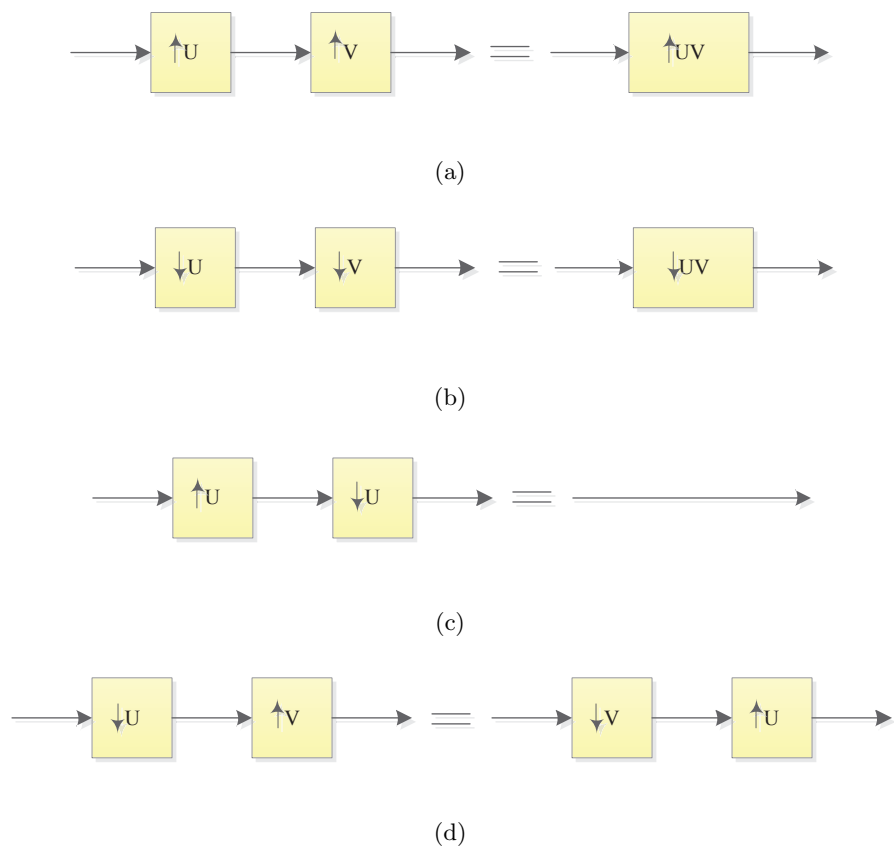 ↑U ↑V = ↑UV
(a)
↓U ↓V = ↓UV
(b)
↑U ↓U =
(c)
↓U ↑V = ↓V ↑U
(d)